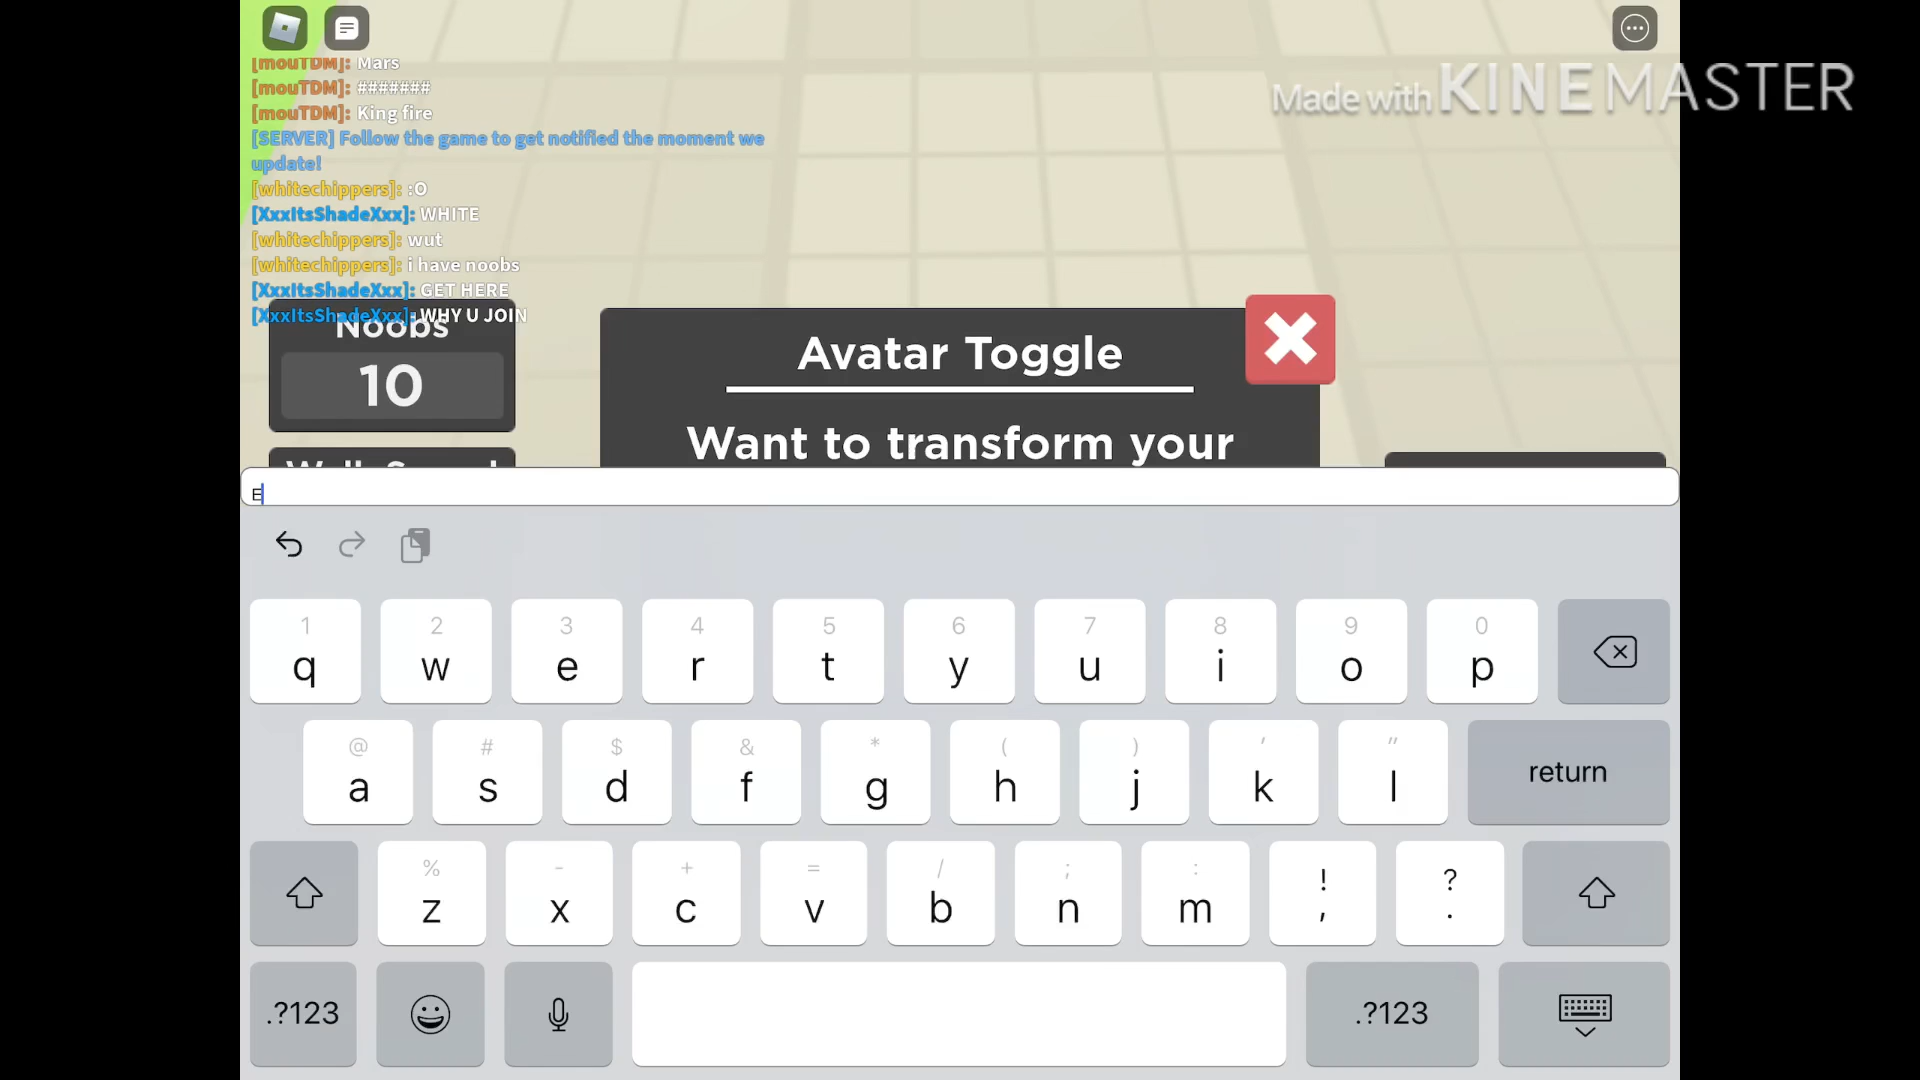 [mouTDM]: Mars
[mouTDM]: #######
[mouTDM]: King fire
[SERVER] Follow the game to get notified the moment we
update!
[whitechippers]: :O
[XxxItsShadeXxx]: WHITE
[whitechippers]: wut
[whitechippers]: i have noobs
[XxxItsShadeXxx]: GET HERE
[XxxItsShadeXxx]: WHY U JOIN
Made with KINEMASTER
Noobs
10
Avatar Toggle
Want to transform your
E
1 2 3 4 5 6 7 8 9 0
q w e r t y u i o p
@ # $ & * ( ) ' "
a s d f g h j k l return
% - + = / ; : ! ?
z x c v b n m , .
.?123 .?123